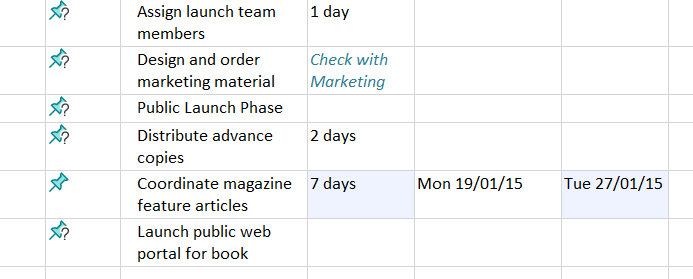 Assign launch team 1 day
members
Design and order Check with
marketing material Marketing
Public Launch Phase
Distribute advance 2 days
copies
Coordinate magazine 7 days Mon 19/01/15 Tue 27/01/15
feature articles
Launch public web
portal for book